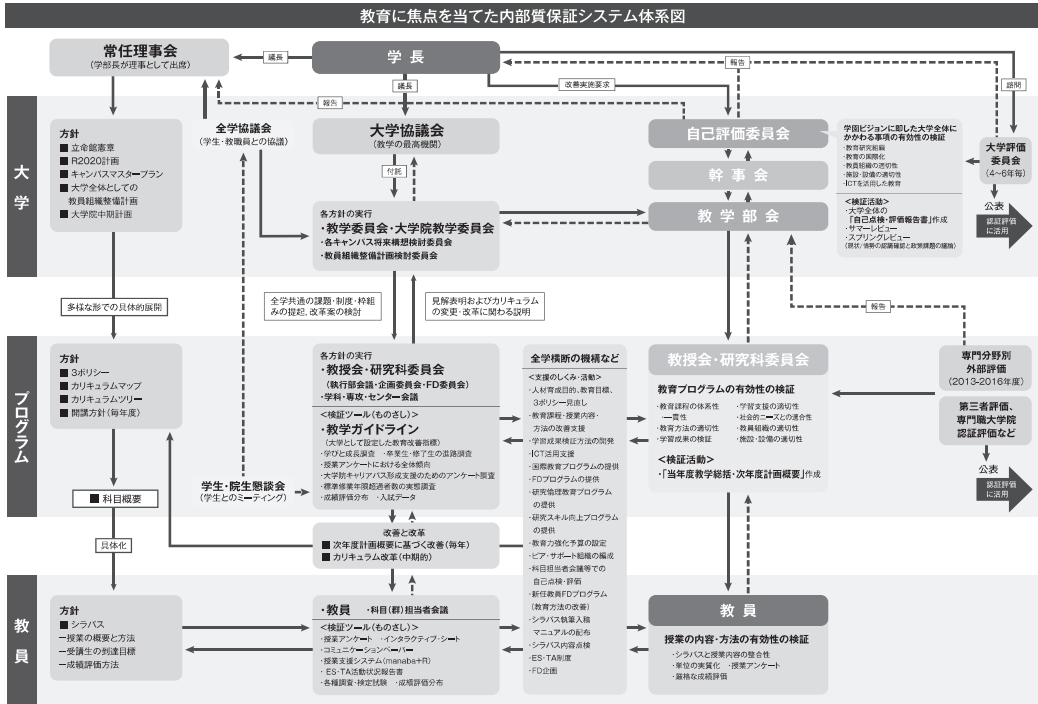 教育に焦点を当てた内部質保証システム体系図
常任理事会
(学部長が理事として出席)
議長
学長
議長
改善実施要求
報告
諮問
報告
大学
方針
■ 立命館憲章
■ R2020計画
■ キャンパスマスタープラン
■ 大学全体としての
教員組織整備計画
■ 大学院中期計画
全学協議会
(学生・教職員との協議)
大学協議会
(教学の最高機関)
付託
各方針の実行
・教学委員会・大学院教学委員会
・各キャンパス将来構想検討委員会
・教員組織整備計画検討委員会
自己評価委員会
幹事会
教学部会
学園ビジョンに即した大学全体に
かかわる事項の有効性の検証
・教育研究組織
・教育の国際化
・教員組織の適切性
・施設・設備の適切性
・ICTを活用した教育
<検証活動>
・大学全体の
「自己点検・評価報告書」作成
・サマーレビュー
・スプリングレビュー
(現状/情勢の認識確認と政策課題の議論)
大学評価
委員会
(4~6年毎)
公表
認証評価
に活用
多様な形での具体的展開
全学共通の課題・制度・枠組
みの提起、改革案の検討
見解表明およびカリキュラム
の変更・改革に関わる説明
報告
プログラム
方針
■ 3ポリシー
■ カリキュラムマップ
■ カリキュラムツリー
■ 開講方針(毎年度)
■ 科目概要
具体化
学生・院生懇談会
(学生とのミーティング)
各方針の実行
・教授会・研究科委員会
(執行部会議・企画委員会・FD委員会)
・学科・専攻・センター会議
<検証ツール(ものさし)>
・教学ガイドライン
(大学として設定した教育改善指標)
・学びと成長調査 ・卒業生・修了生の進路調査
・授業アンケートにおける全体傾向
・大学院キャリアパス形成支援のためのアンケート調査
・標準修業年限超過者数の実態調査
・成績評価分布 ・入試データ
改善と改革
■ 次年度計画概要に基づく改善(毎年)
■ カリキュラム改革(中期的)
全学横断の機構など
<支援のしくみ・活動>
・人材育成目的、教育目標、
3ポリシー見直し
・教育課程・授業内容・
方法の改善支援
・学習成果検証方法の開発
・ICT活用支援
・国際教育プログラムの提供
・FDプログラムの提供
・研究倫理教育プログラム
の提供
・研究スキル向上プログラム
の提供
・教育力強化予算の設定
・ピア・サポート組織の編成
・科目担当者会議等での
自己点検・評価
・新任教員FDプログラム
(教育方法の改善)
・シラバス執筆入稿
マニュアルの配布
・シラバス内容点検
・ES・TA制度
・FD企画
教授会・研究科委員会
教育プログラムの有効性の検証
・教育課程の体系性 ・学習支援の適切性
一貫性 ・社会的ニーズとの適合性
・教育方法の適切性 ・教員組織の適切性
・学習成果の検証 ・施設・設備の適切性
<検証活動>
・「当年度教学総括・次年度計画概要」作成
専門分野別
外部評価
(2013-2016年度)
第三者評価、
専門職大学院
認証評価など
公表
認証評価
に活用
教員
方針
■ シラバス
ー授業の概要と方法
ー受講生の到達目標
ー成績評価方法
・教員 ・科目(群)担当者会議
<検証ツール(ものさし)>
・授業アンケート ・インタラクティブ・シート
・コミュニケーションペーパー
・授業支援システム(manaba+R)
・ES・TA活動状況報告書
・各種調査・検定試験 ・成績評価分布
教員
授業の内容・方法の有効性の検証
・シラバスと授業内容の整合性
・単位の実質化 ・授業アンケート
・厳格な成績評価